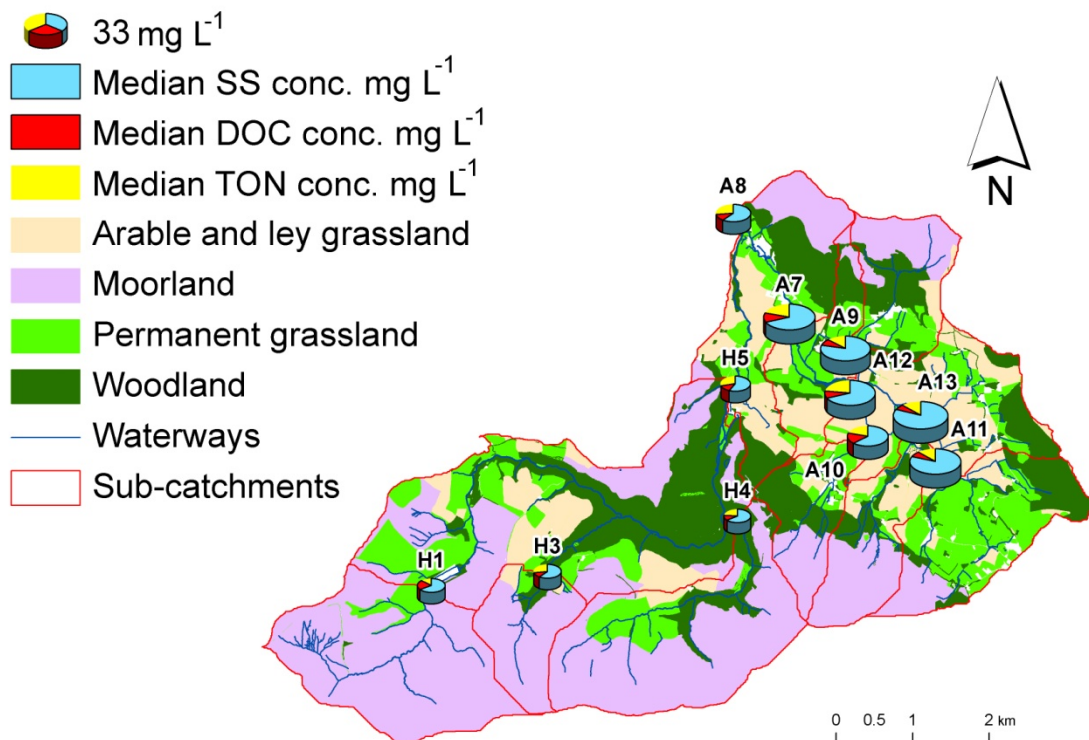 33 mg L⁻¹
Median SS conc. mg L⁻¹
Median DOC conc. mg L⁻¹
Median TON conc. mg L⁻¹
Arable and ley grassland
Moorland
Permanent grassland
Woodland
Waterways
Sub-catchments
N
A8
A7
A9
A12
H5
A13
A11
A10
H4
H3
H1
0 0.5 1 2 km